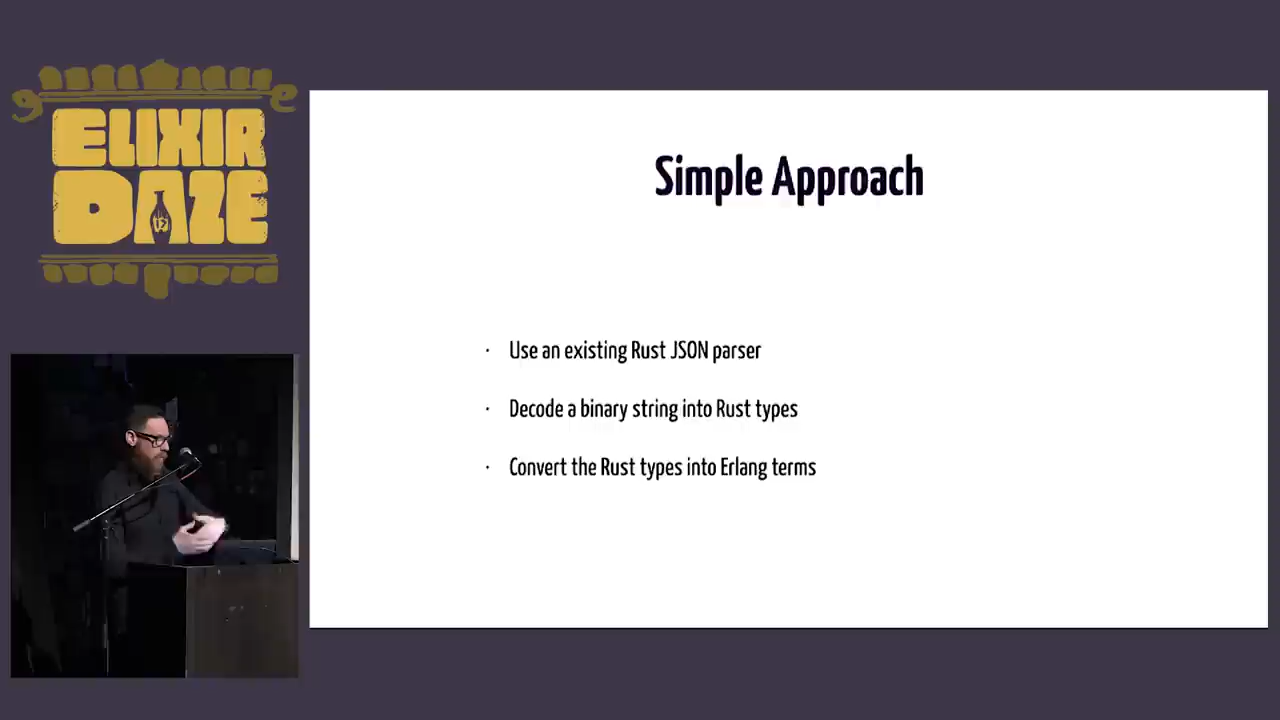 ELIXIR
DAZE
Simple Approach
· Use an existing Rust JSON parser
· Decode a binary string into Rust types
· Convert the Rust types into Erlang terms